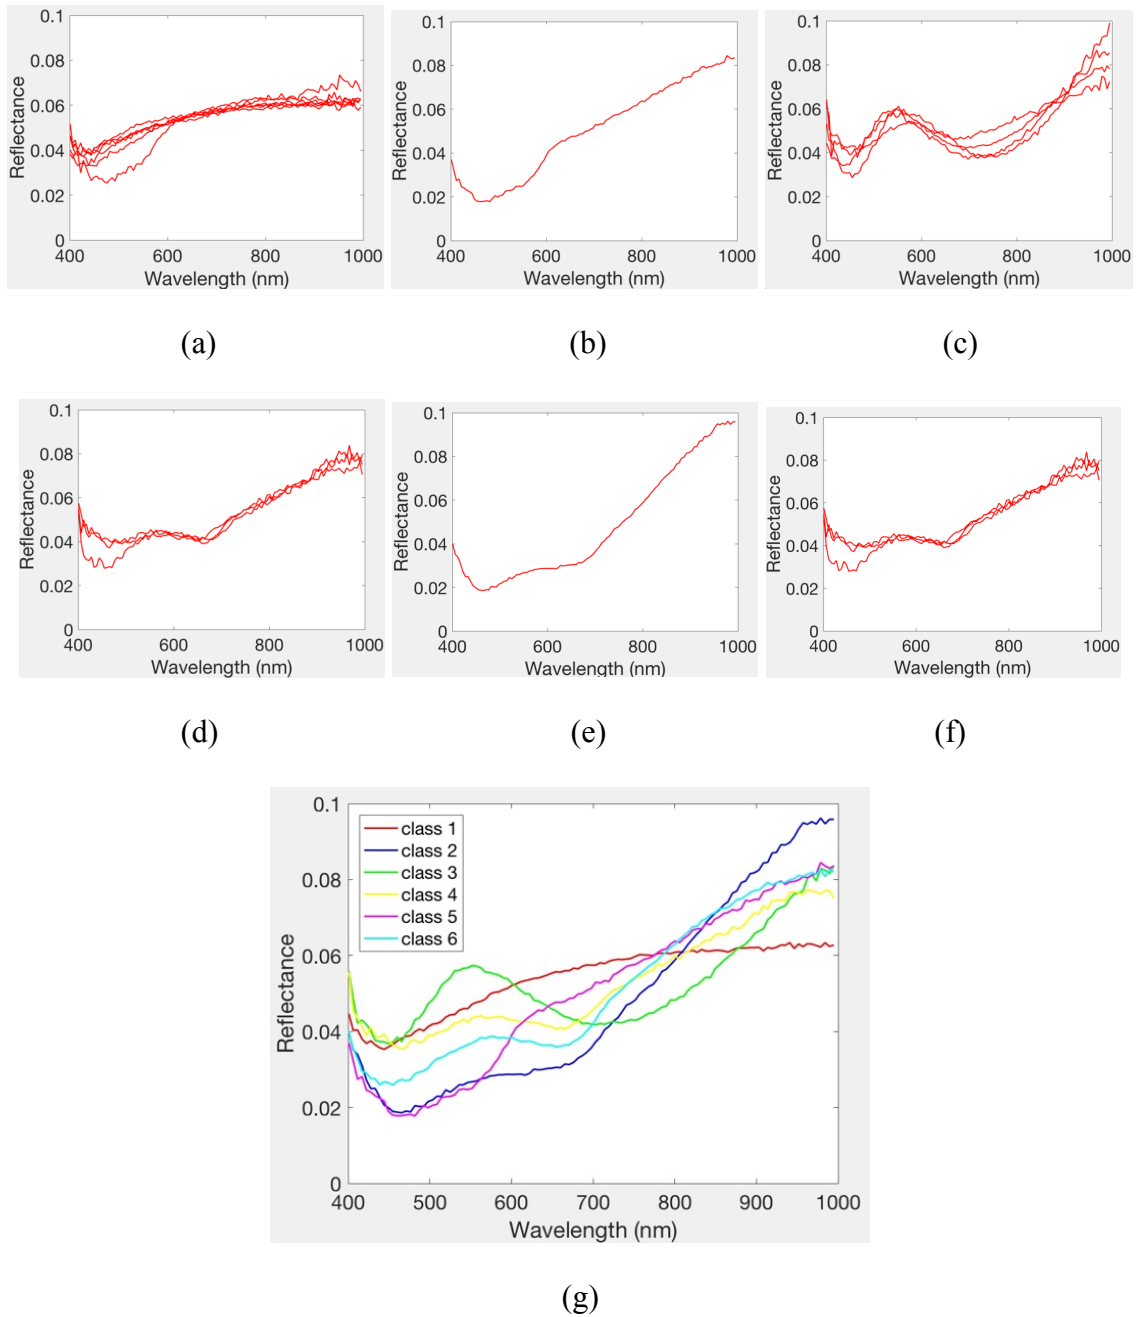 0.1
0.08
0.06
0.04
0.02
0
400
600
800
1000
Reflectance
Wavelength (nm)
(a)
0.1
0.08
0.06
0.04
0.02
0
400
600
800
1000
Reflectance
Wavelength (nm)
(b)
0.1
0.08
0.06
0.04
0.02
0
400
600
800
1000
Reflectance
Wavelength (nm)
(c)
0.1
0.08
0.06
0.04
0.02
0
400
600
800
1000
Reflectance
Wavelength (nm)
(d)
0.1
0.08
0.06
0.04
0.02
0
400
600
800
1000
Reflectance
Wavelength (nm)
(e)
0.1
0.08
0.06
0.04
0.02
0
400
600
800
1000
Reflectance
Wavelength (nm)
(f)
0.1
0.08
0.06
0.04
0.02
0
400
500
600
700
800
900
1000
Reflectance
Wavelength (nm)
class 1
class 2
class 3
class 4
class 5
class 6
(g)